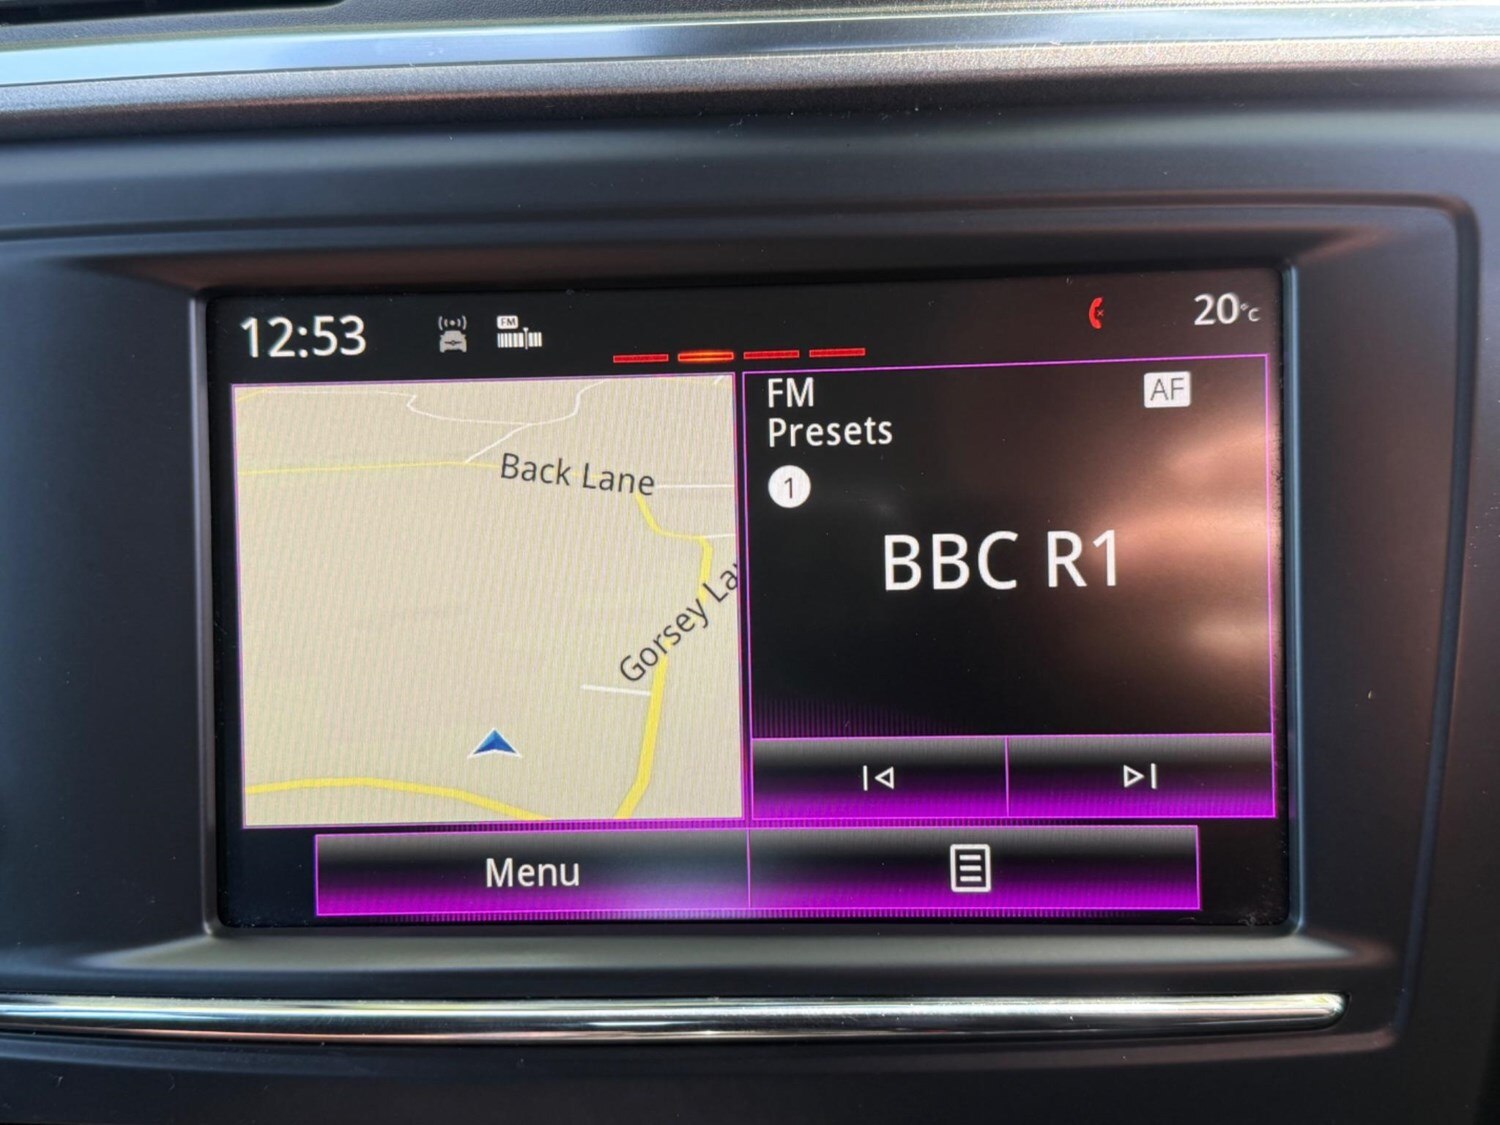 12:53
FM
20°C
FM
AF
Presets
1
BBC R1
Back Lane
Gorsey La
Menu